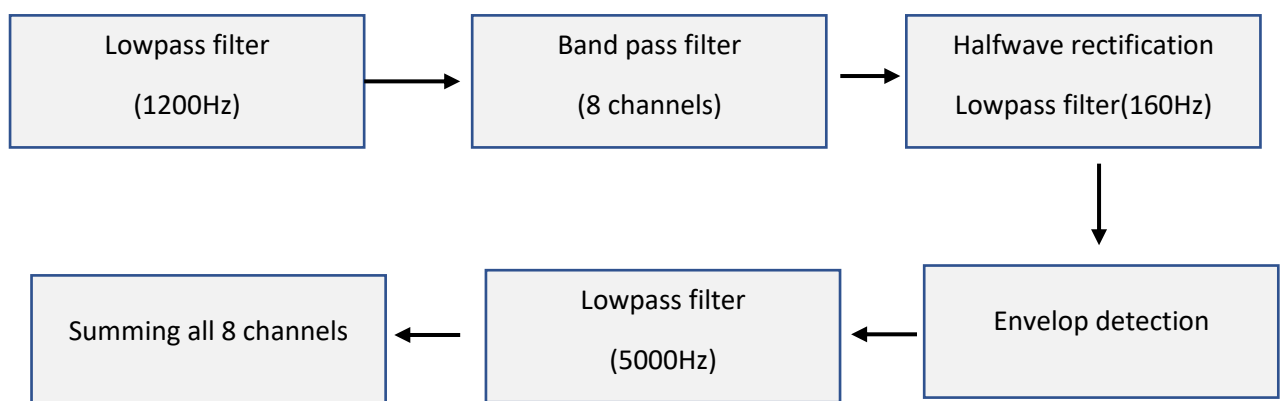 Lowpass filter
(1200Hz)
Band pass filter
(8 channels)
Halfwave rectification
Lowpass filter(160Hz)
Envelop detection
Lowpass filter
(5000Hz)
Summing all 8 channels